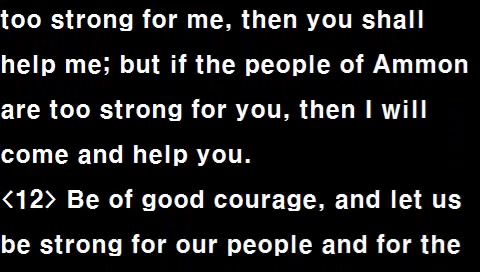 too strong for me, then you shall
help me; but if the people of Ammon
are too strong for you, then I will
come and help you.
<12> Be of good courage, and let us
be strong for our people and for the